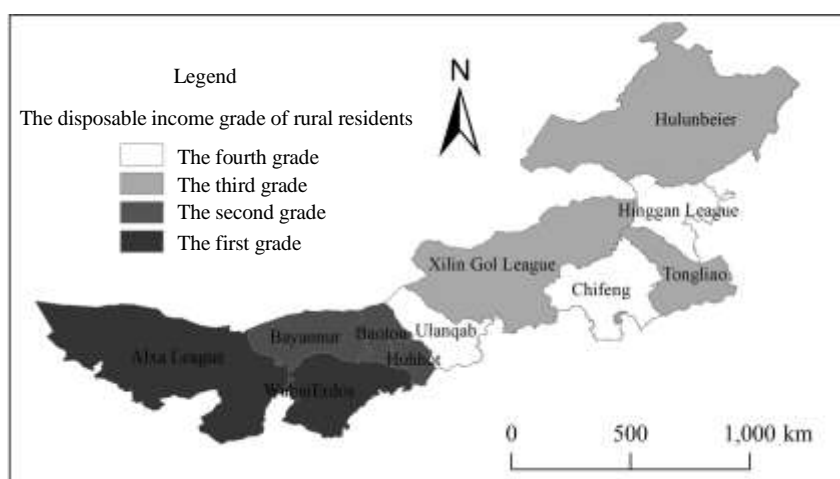 Legend
The disposable income grade of rural residents
The fourth grade
The third grade
The second grade
The first grade
N
Hulunbeier
Hinggan League
Xilin Gol League
Tongliao
Chifeng
Ulanqab
Baotou
Bayannur
Huhhot
Alxa League
Wuhai
Erdos
0 500 1,000 km